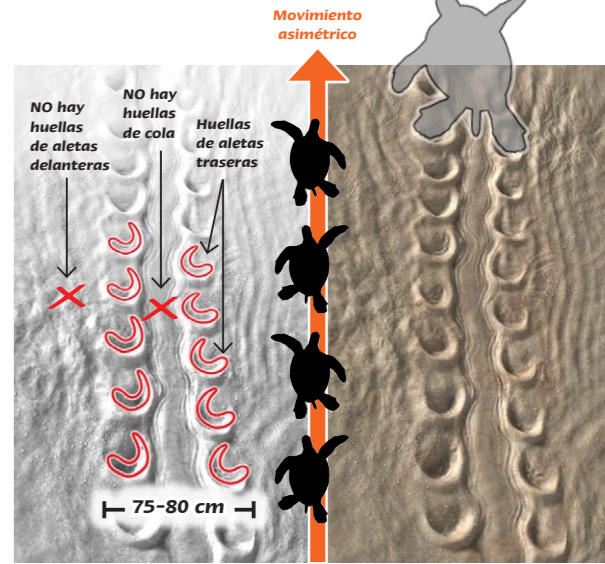 Movimiento
asimétrico
NO hay
huellas
de aletas
delanteras
NO hay
huellas
de cola
Huellas
de aletas
traseras
75-80 cm